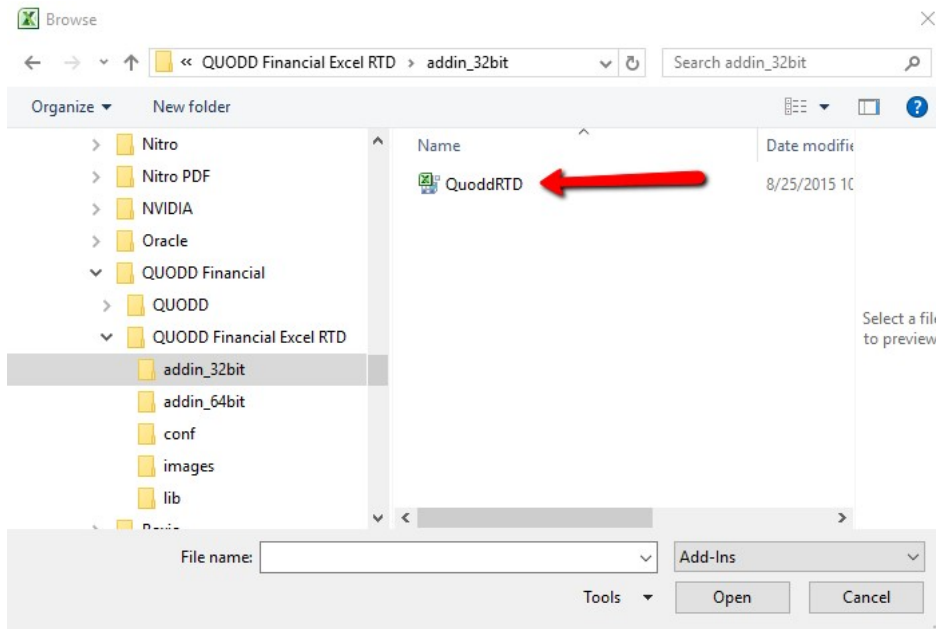 Browse
« QUODD Financial Excel RTD › addin_32bit
Search addin_32bit
Organize
New folder
Nitro
Nitro PDF
NVIDIA
Oracle
QUODD Financial
QUODD
QUODD Financial Excel RTD
addin_32bit
addin_64bit
conf
images
lib
Name
Date modifie
QuoddRTD
8/25/2015 10
Select a file
to preview
File name:
Add-Ins
Tools
Open
Cancel